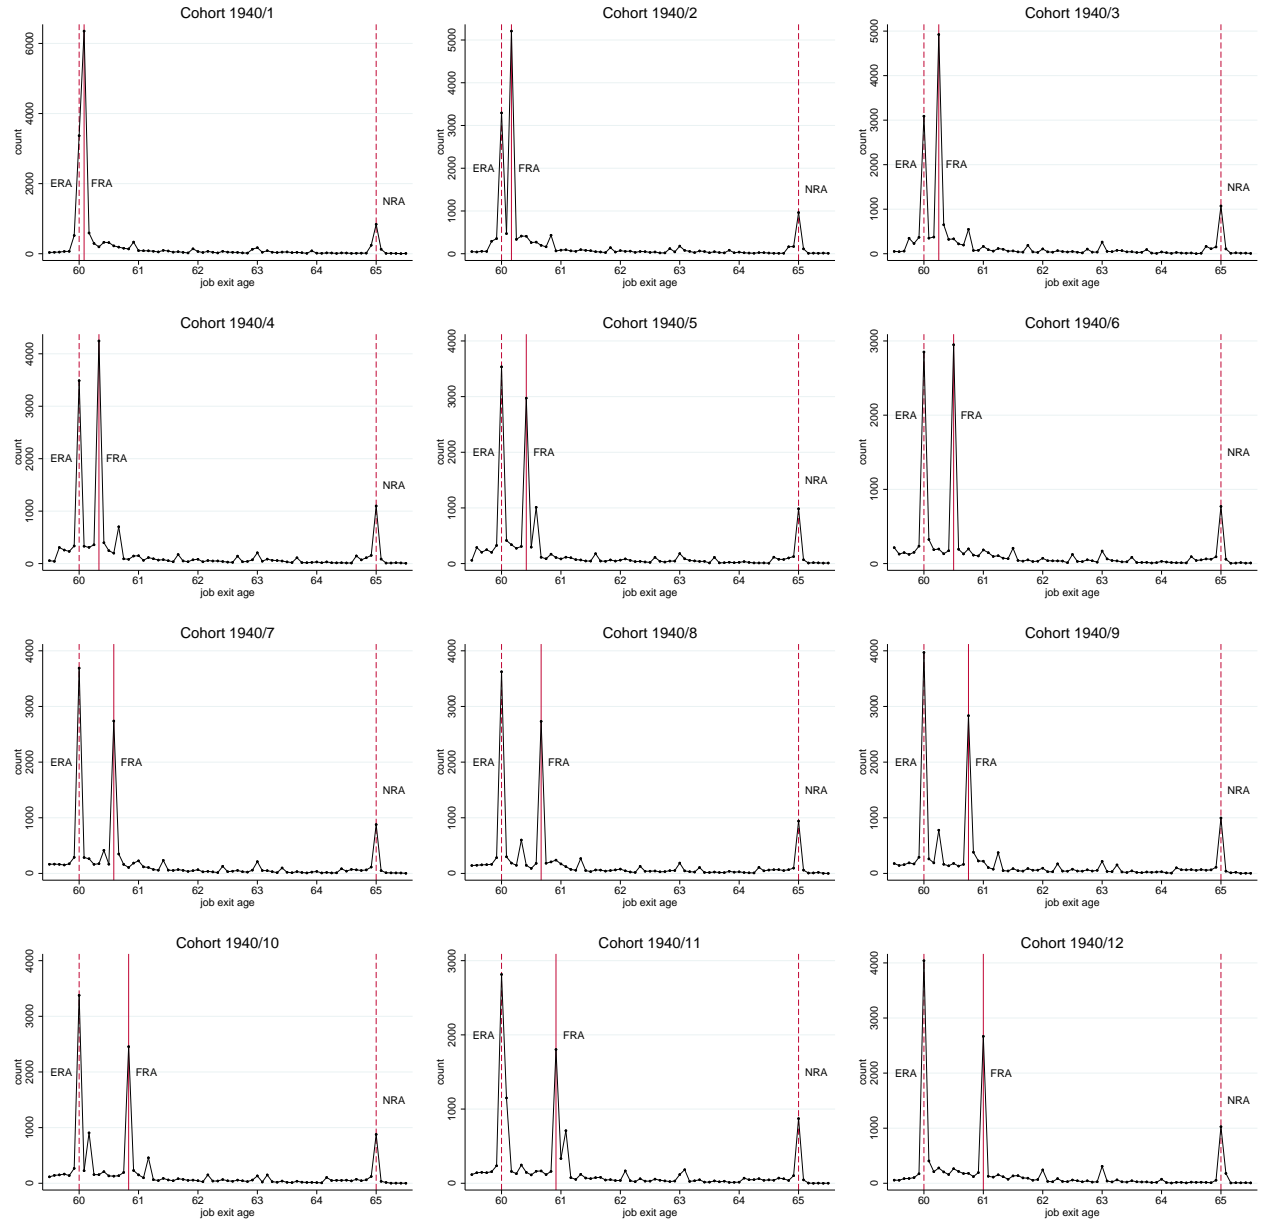 Cohort 1940/1
count
0 2000 4000 6000
ERA FRA NRA
60 61 62 63 64 65
job exit age
Cohort 1940/2
count
0 1000 2000 3000 4000 5000
ERA FRA NRA
60 61 62 63 64 65
job exit age
Cohort 1940/3
count
0 1000 2000 3000 4000 5000
ERA FRA NRA
60 61 62 63 64 65
job exit age
Cohort 1940/4
count
0 1000 2000 3000 4000
ERA FRA NRA
60 61 62 63 64 65
job exit age
Cohort 1940/5
count
0 1000 2000 3000 4000
ERA FRA NRA
60 61 62 63 64 65
job exit age
Cohort 1940/6
count
0 1000 2000 3000
ERA FRA NRA
60 61 62 63 64 65
job exit age
Cohort 1940/7
count
0 1000 2000 3000 4000
ERA FRA NRA
60 61 62 63 64 65
job exit age
Cohort 1940/8
count
0 1000 2000 3000 4000
ERA FRA NRA
60 61 62 63 64 65
job exit age
Cohort 1940/9
count
0 1000 2000 3000 4000
ERA FRA NRA
60 61 62 63 64 65
job exit age
Cohort 1940/10
count
0 1000 2000 3000 4000
ERA FRA NRA
60 61 62 63 64 65
job exit age
Cohort 1940/11
count
0 1000 2000 3000
ERA FRA NRA
60 61 62 63 64 65
job exit age
Cohort 1940/12
count
0 1000 2000 3000 4000
ERA FRA NRA
60 61 62 63 64 65
job exit age